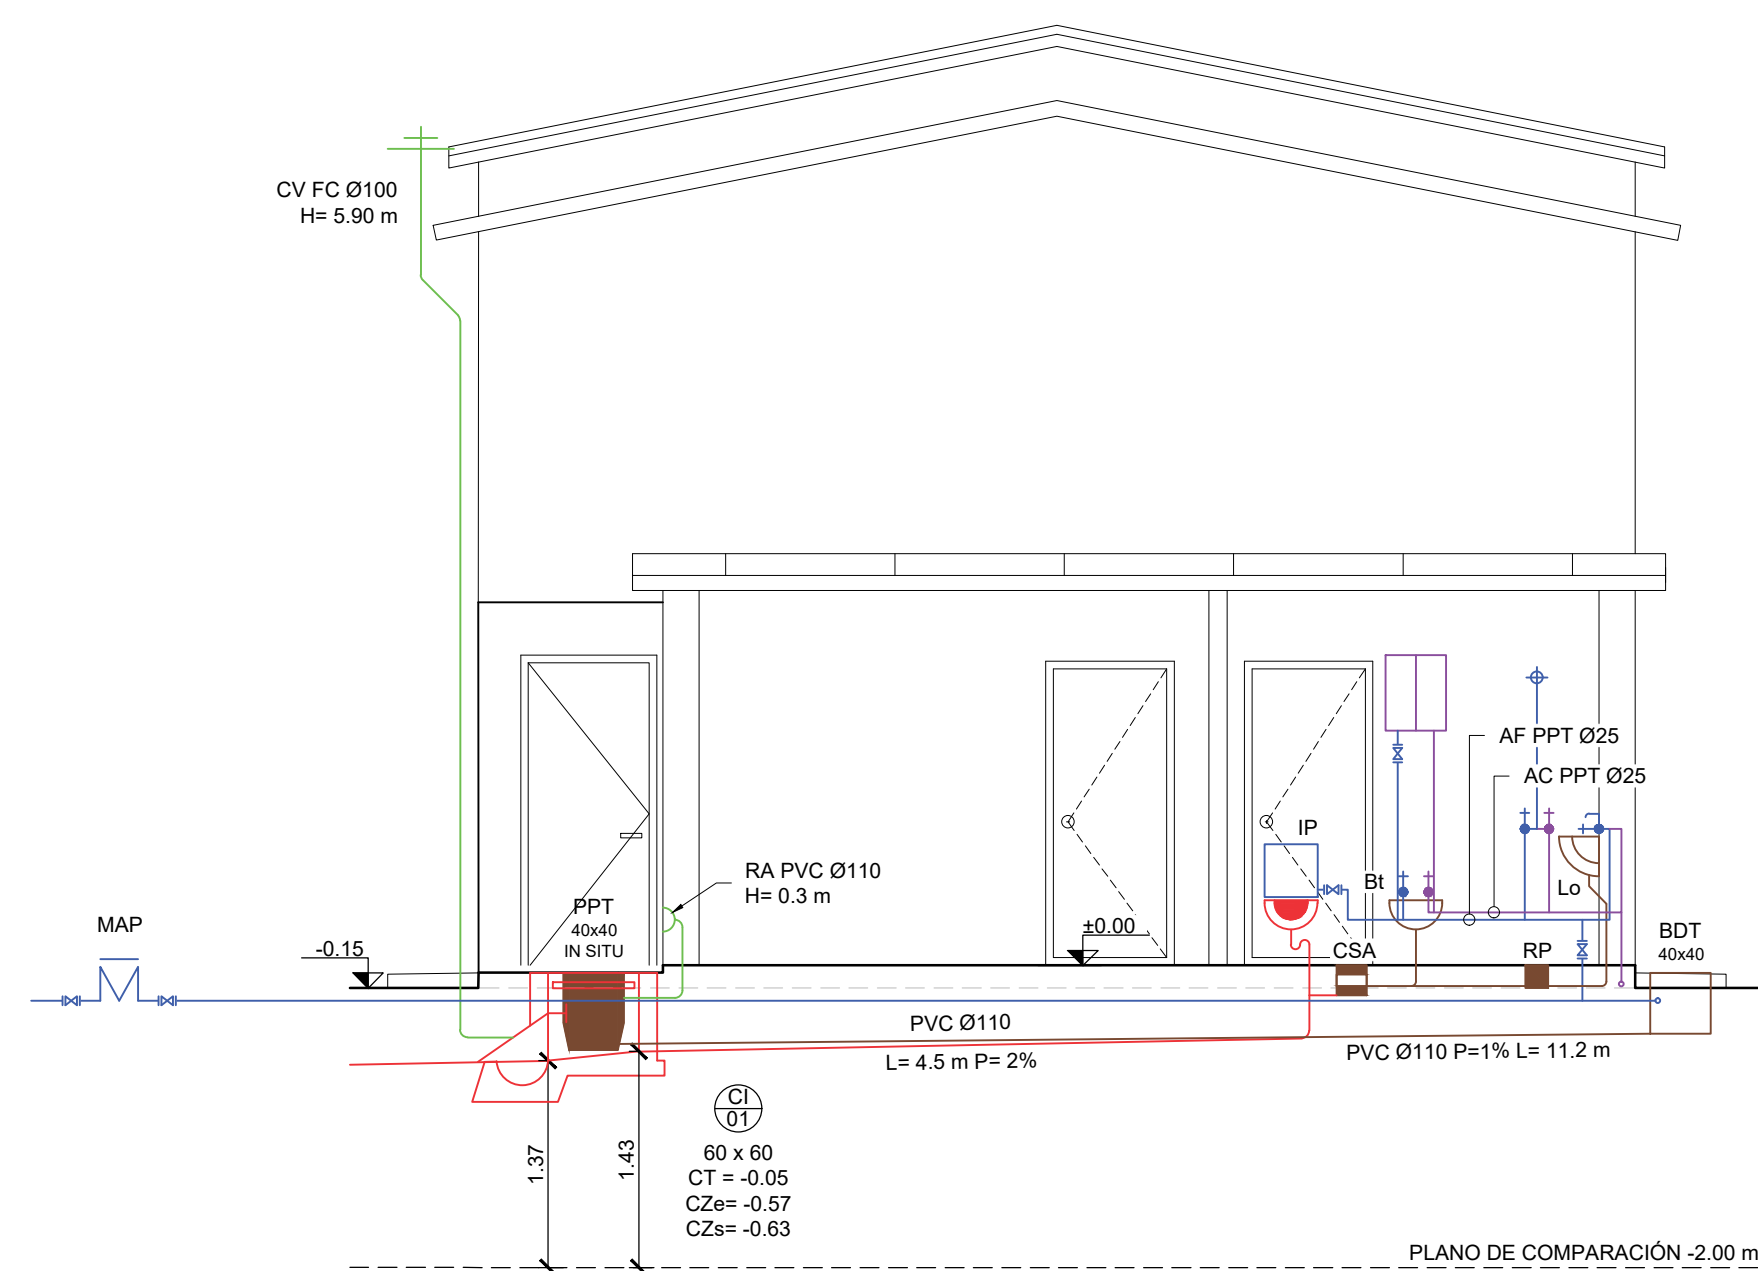 CV FC Ø100
H= 5.90 m
AF PPT Ø25
AC PPT Ø25
IP
RA PVC Ø110
H= 0.3 m
Bt
Lo
PPT
40x40
IN SITU
MAP
-0.15
±0.00
CSA
RP
BDT
40x40
PVC Ø110
L= 4.5 m P= 2%
PVC Ø110 P=1% L= 11.2 m
CI
01
60 x 60
CT = -0.05
CZe= -0.57
CZs= -0.63
1.37
1.43
PLANO DE COMPARACIÓN -2.00 m